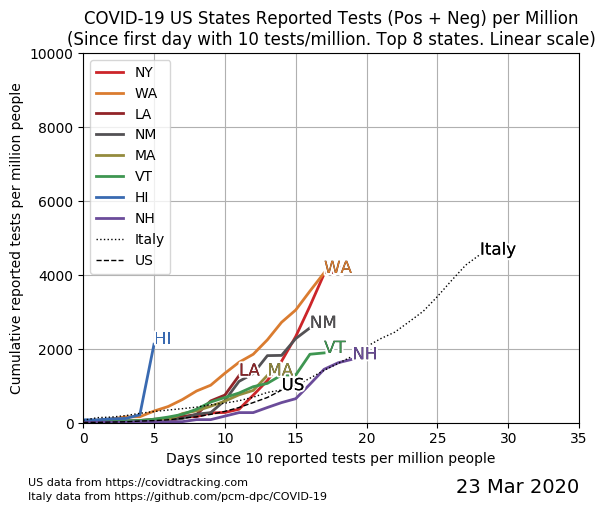 COVID-19 US States Reported Tests (Pos + Neg) per Million
(Since first day with 10 tests/million. Top 8 states. Linear scale)
Cumulative reported tests per million people
10000
8000
6000
4000
2000
0
NY
WA
LA
NM
MA
VT
HI
NH
Italy
US
HI
LA
MA
US
WA
NM
VT
NH
Italy
0 5 10 15 20 25 30 35
Days since 10 reported tests per million people
US data from https://covidtracking.com
Italy data from https://github.com/pcm-dpc/COVID-19
23 Mar 2020